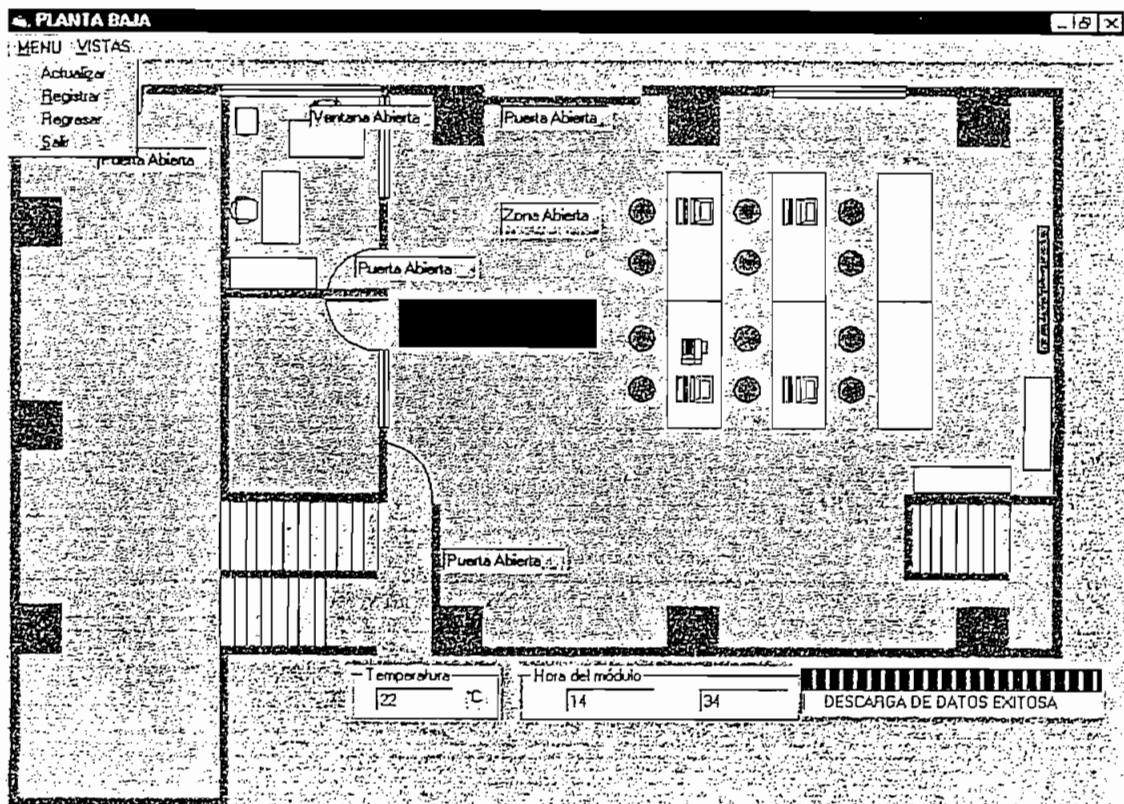 PLANTA BAJA
MENU VISTAS
Actualizar
Registrar
Regresar
Salir
Puerta Abierta
Ventana Abierta
Puerta Abierta
Zona Abierta
Puerta Abierta
Puerta Abierta
Temperatura
22 °C
Hora del módulo
14 34
DESCARGA DE DATOS EXITOSA